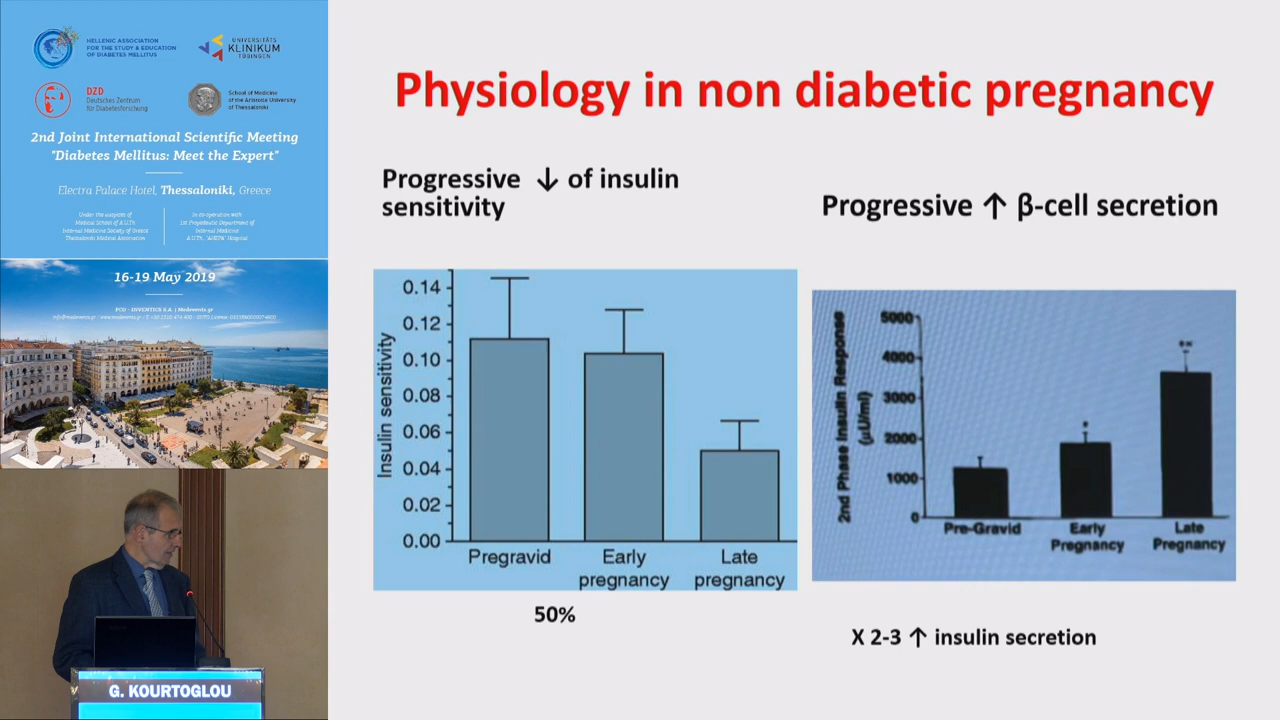 HELLENIC ASSOCIATION
FOR THE STUDY & EDUCATION
OF DIABETES MELLITUS
UNIVERSITÄTS
KLINIKUM
TÜBINGEN
DZD
Deutsches Zentrum
für Diabetesforschung
School of Medicine
of the Aristotle University
of Thessaloniki
2nd Joint International Scientific Meeting
"Diabetes Mellitus: Meet the Expert"
Electra Palace Hotel, Thessaloniki, Greece
Under the auspices of
Medical School of A.U.Th
Internal Medicine Society of Greece
Thessaloniki Medical Association
In co-operation with
1st Propedeutic Department of
Internal Medicine
A.U.Th., "AHEPA" Hospital
16-19 May 2019
PCO - INVENTICS S.A. | Medevents.gr
G. KOURTOGLOU
Physiology in non diabetic pregnancy
Progressive ↓ of insulin
sensitivity
Insulin sensitivity
0.14
0.12
0.10
0.08
0.06
0.04
0.02
0.00
Pregravid
Early
pregnancy
Late
pregnancy
50%
Progressive ↑ β-cell secretion
2nd Phase Insulin Response
(μU/ml)
5000
4000
3000
2000
1000
0
**
*
Pre-Gravid
Early
Pregnancy
Late
Pregnancy
X 2-3 ↑ insulin secretion